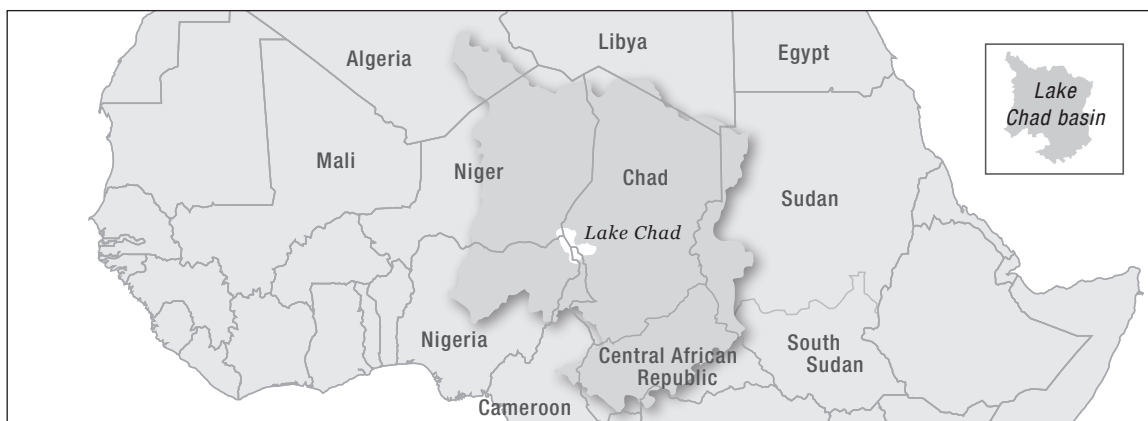 Algeria
Libya
Egypt
Lake
Chad basin
Mali
Niger
Chad
Sudan
Lake Chad
Nigeria
Central African
Republic
South
Sudan
Cameroon